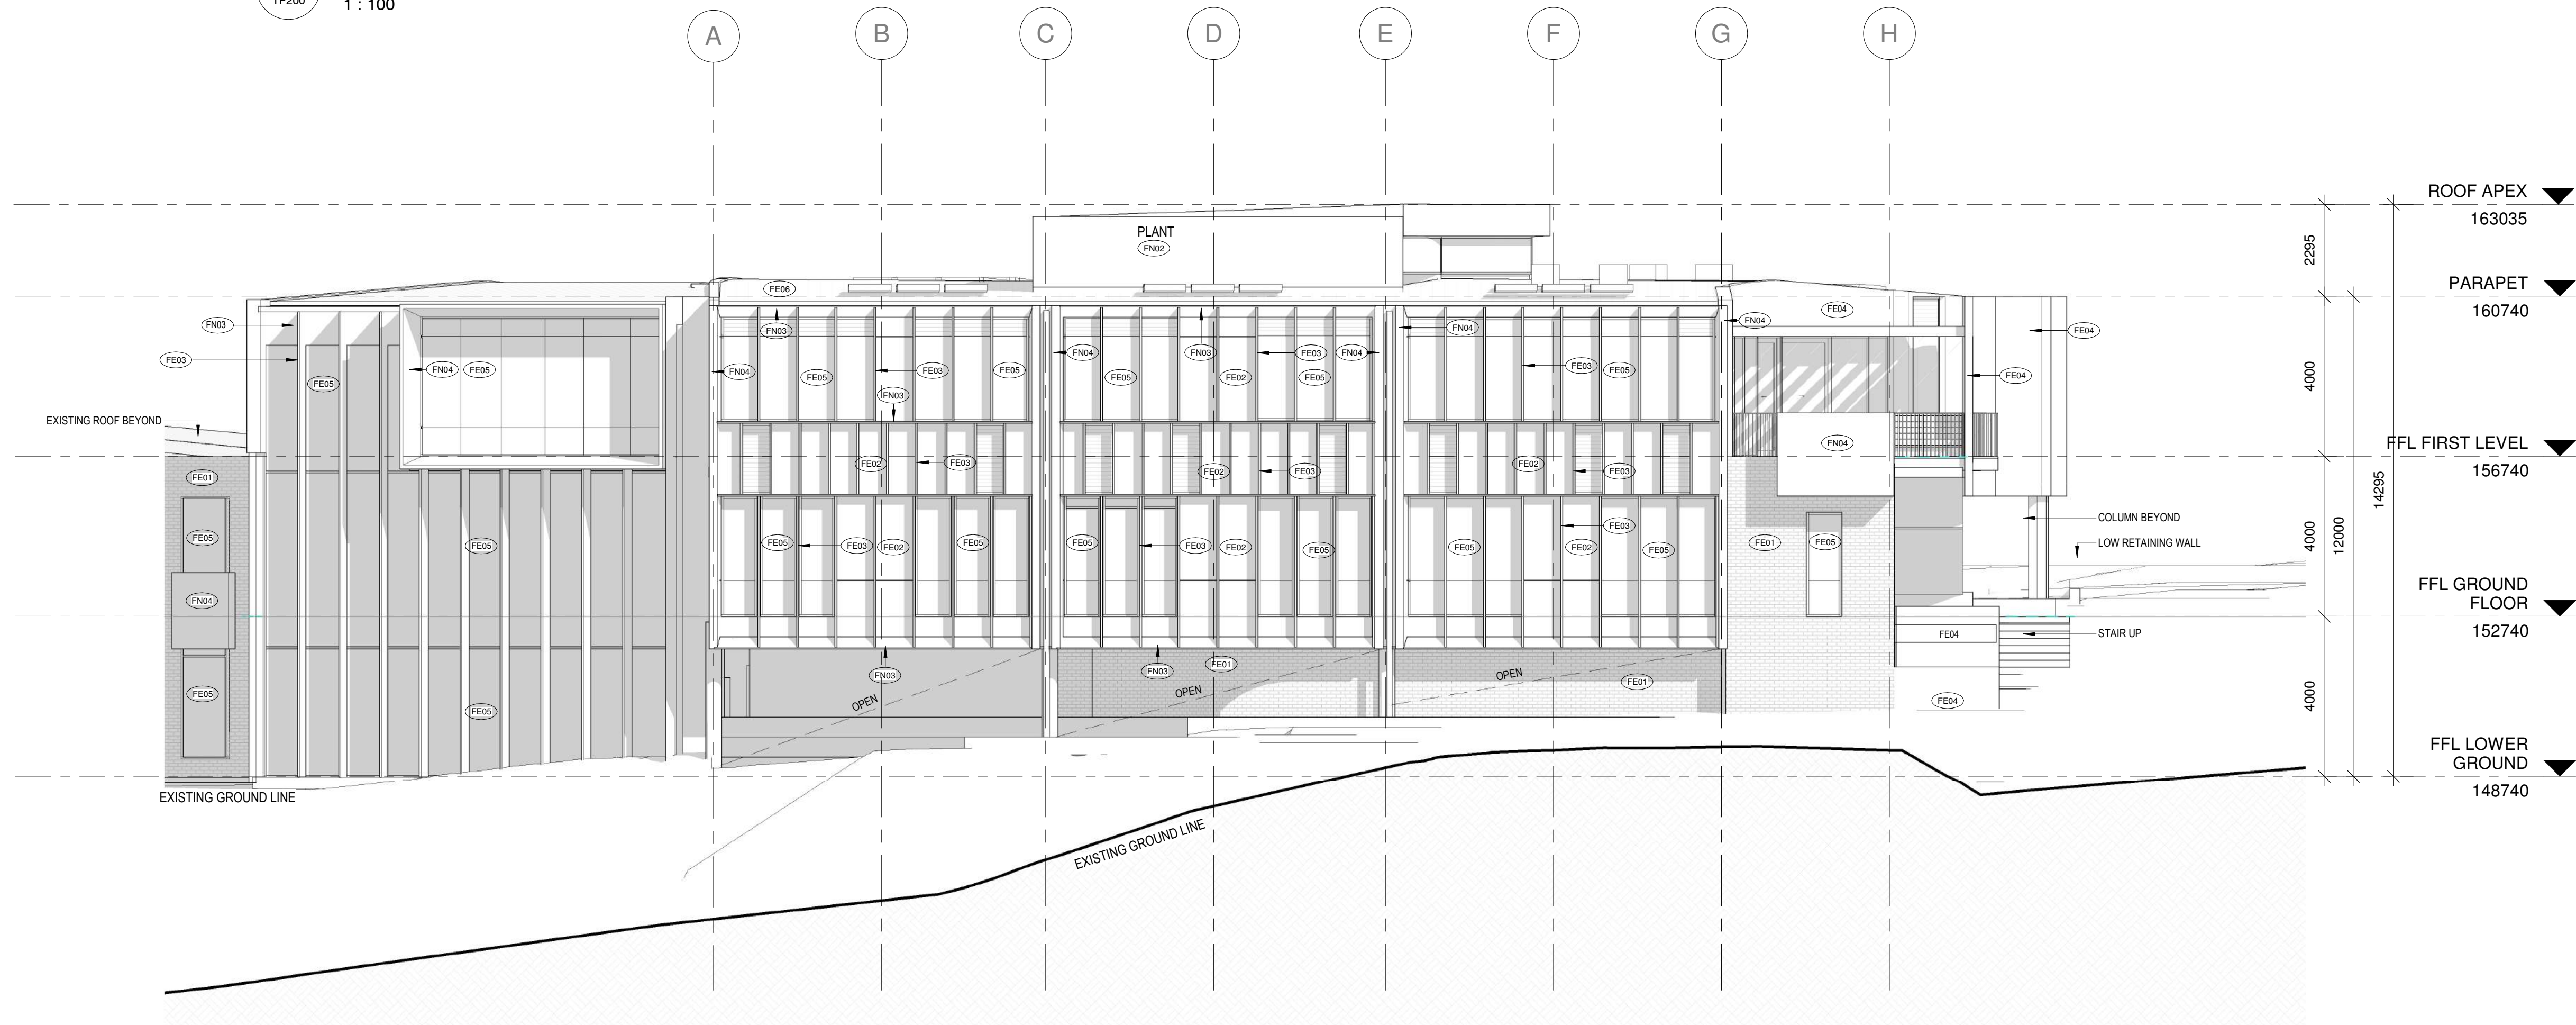 TP200
1 : 100
A B C D E F G H
ROOF APEX
163035
PLANT
FN02
2295
PARAPET
160740
FE06
FE04
FN03
FN03
FN04
FE04
FN04
FE03
FN04
FE05
FN04
FE05
FE05
FE03
FE05
FN04
FN03
FE03
FN04
FE05
FE02
FE05
FE03
FE05
FE04
4000
FN03
EXISTING ROOF BEYOND
FN04
FFL FIRST LEVEL
156740
FE01
FE02
FE03
FE02
FE03
FE02
FE03
14295
COLUMN BEYOND
LOW RETAINING WALL
FE05
FE05
FE05
FE03
FE02
FE05
FE05
FE03
FE02
FE05
FE05
FE03
FE02
FE05
FE01
FE05
4000
12000
FFL GROUND
FLOOR
152740
FN04
FE04
STAIR UP
FE05
FE05
FN03
FN03
FE01
FE01
OPEN
OPEN
OPEN
FE04
4000
FFL LOWER
GROUND
148740
EXISTING GROUND LINE
EXISTING GROUND LINE